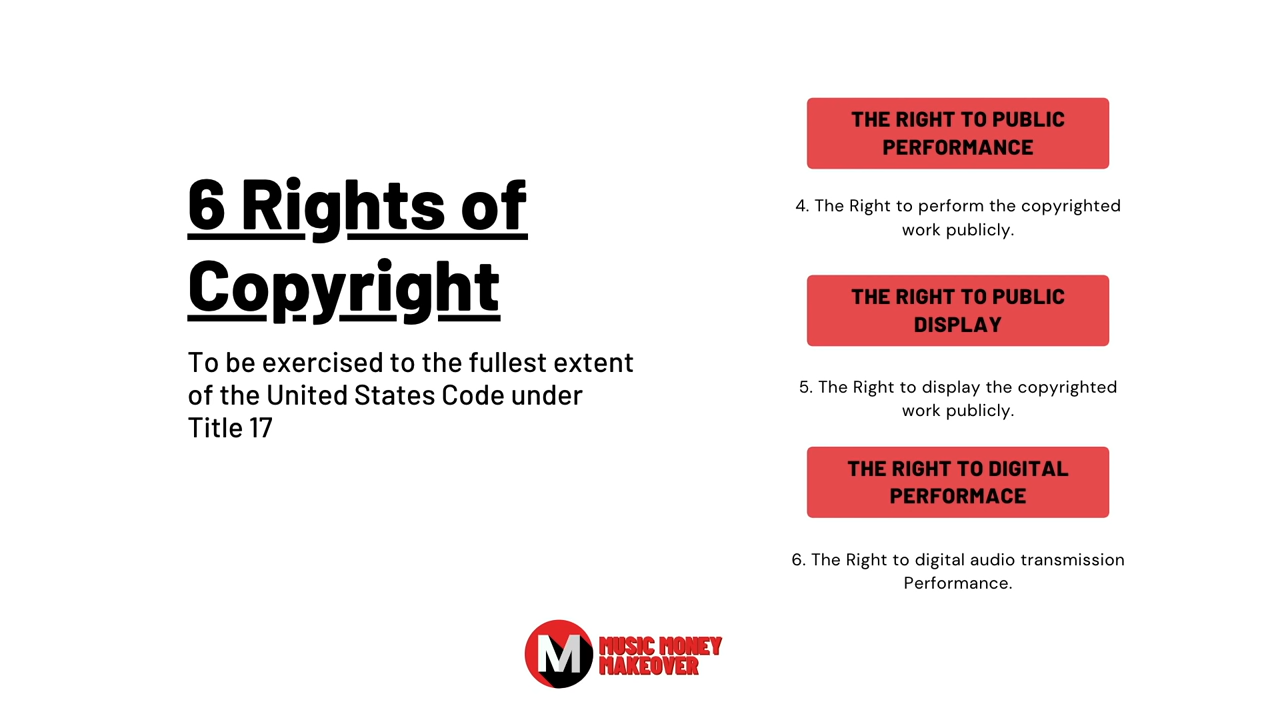 6 Rights of
Copyright
To be exercised to the fullest extent
of the United States Code under
Title 17
THE RIGHT TO PUBLIC
PERFORMANCE
4. The Right to perform the copyrighted
work publicly.
THE RIGHT TO PUBLIC
DISPLAY
5. The Right to display the copyrighted
work publicly.
THE RIGHT TO DIGITAL
PERFORMACE
6. The Right to digital audio transmission
Performance.
M
MUSIC MONEY
MAKEOVER